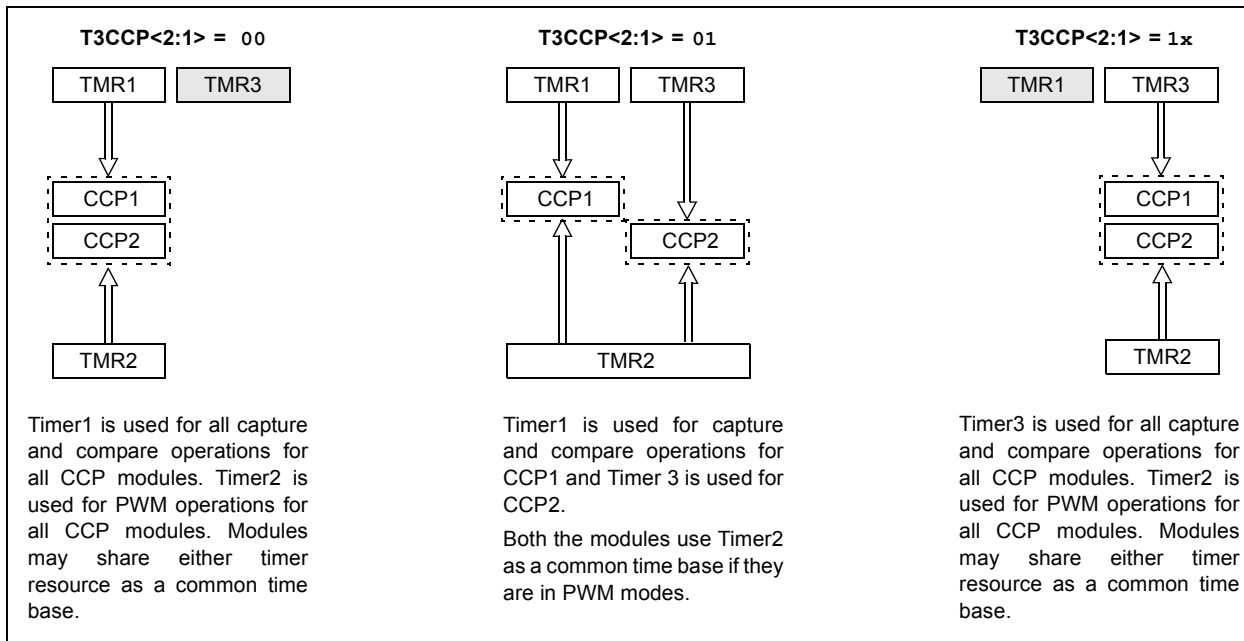 T3CCP<2:1> = 00
TMR1 TMR3
CCP1
CCP2
TMR2
Timer1 is used for all capture
and compare operations for
all CCP modules. Timer2 is
used for PWM operations for
all CCP modules. Modules
may share either timer
resource as a common time
base.
T3CCP<2:1> = 01
TMR1 TMR3
CCP1
CCP2
TMR2
Timer1 is used for capture
and compare operations for
CCP1 and Timer 3 is used for
CCP2.
Both the modules use Timer2
as a common time base if they
are in PWM modes.
T3CCP<2:1> = 1x
TMR1 TMR3
CCP1
CCP2
TMR2
Timer3 is used for all capture
and compare operations for
all CCP modules. Timer2 is
used for PWM operations for
all CCP modules. Modules
may share either timer
resource as a common time
base.